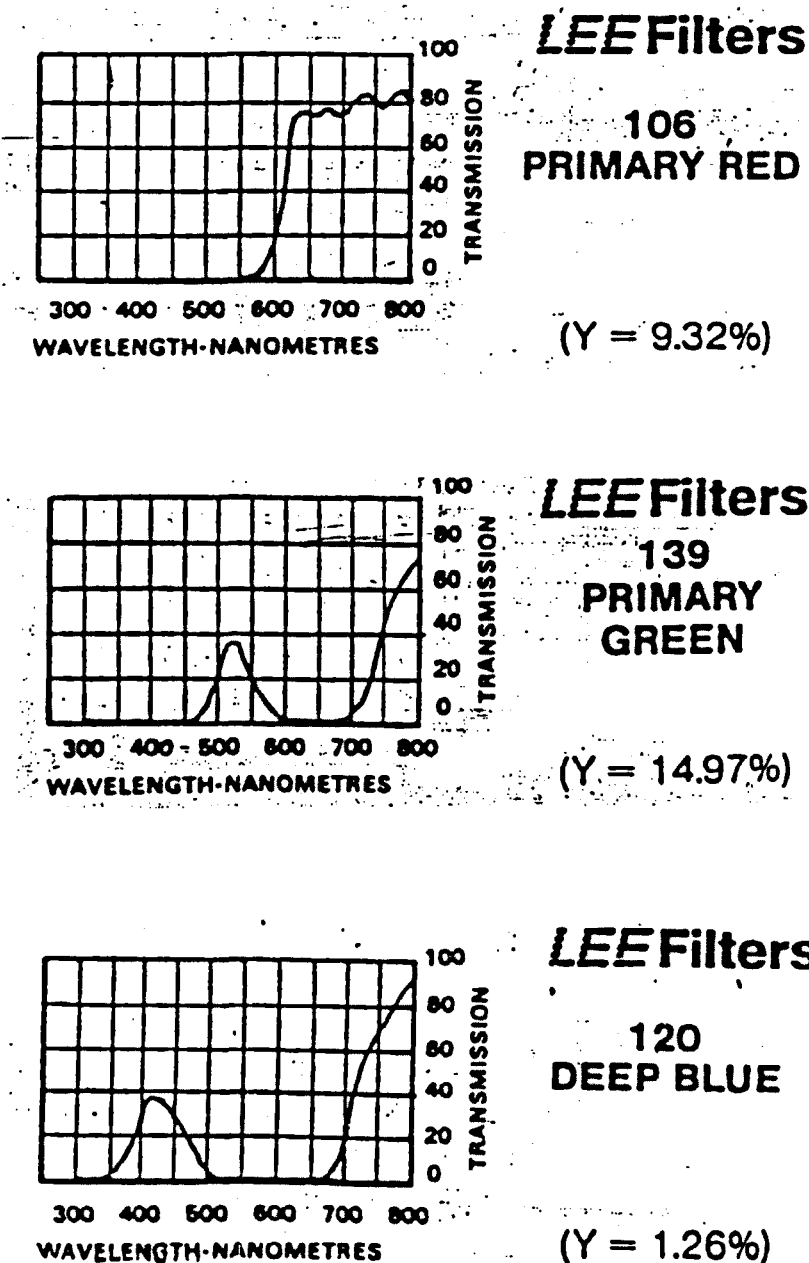 LEE Filters
106
PRIMARY RED
(Y = 9.32%)
100
80
60
40
20
0
TRANSMISSION
300 400 500 600 700 800
WAVELENGTH-NANOMETRES
LEE Filters
139
PRIMARY
GREEN
(Y = 14.97%)
100
80
60
40
20
0
TRANSMISSION
300 400 500 600 700 800
WAVELENGTH-NANOMETRES
LEE Filters
120
DEEP BLUE
(Y = 1.26%)
100
80
60
40
20
0
TRANSMISSION
300 400 500 600 700 800
WAVELENGTH-NANOMETRES